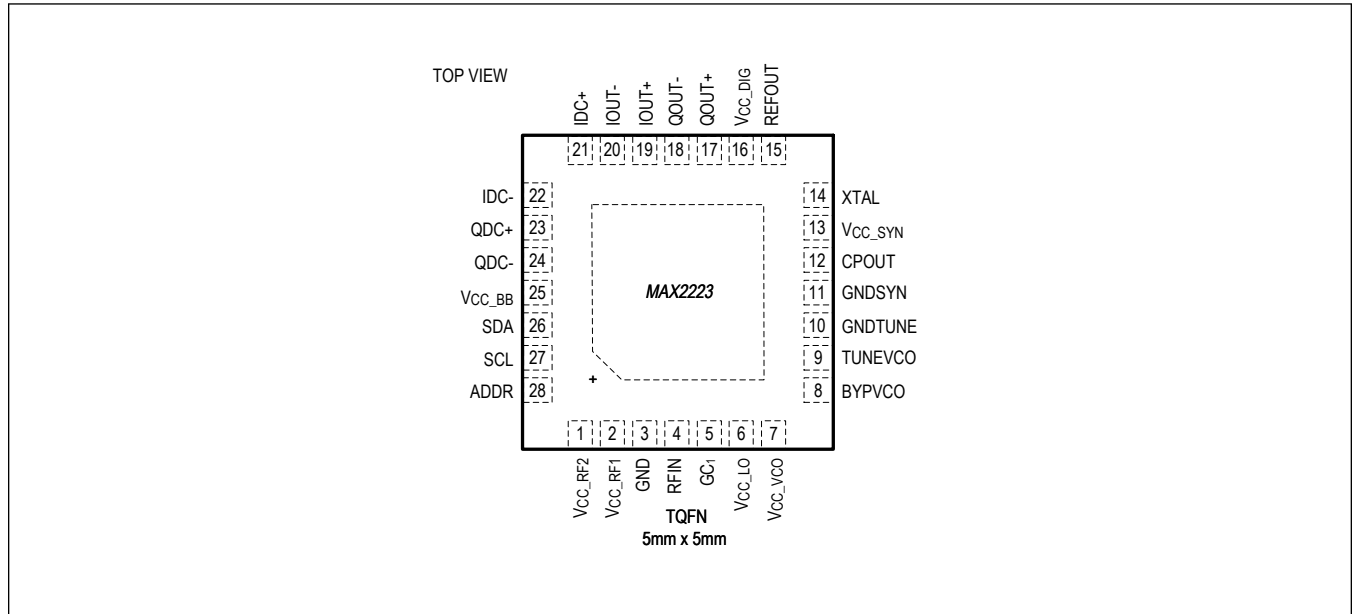 TOP VIEW
IDC+
IOUT-
IOUT+
QOUT-
QOUT+
VCC_DIG
REFOUT
21 20 19 18 17 16 15
IDC- 22
QDC+ 23
QDC- 24
VCC_BB 25
SDA 26
SCL 27
ADDR 28
MAX2223
+
14 XTAL
13 VCC_SYN
12 CPOUT
11 GNDSYN
10 GNDTUNE
9 TUNEVCO
8 BYPVCO
1 2 3 4 5 6 7
VCC_RF2
VCC_RF1
GND
RFIN
GC1
VCC_LO
VCC_VCO
TQFN
5mm x 5mm